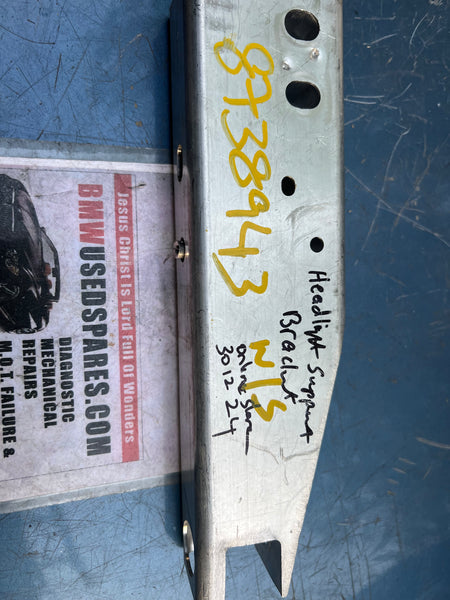 8738943
N/S
Headlight Support
Bracket
online store
30 12 24
Jesus Christ Is Lord Full Of Wonders
BMWUSEDSPARES.COM
DIAGNOSTIC
MECHANICAL
REPAIRS
M.O.T. FAILURE &